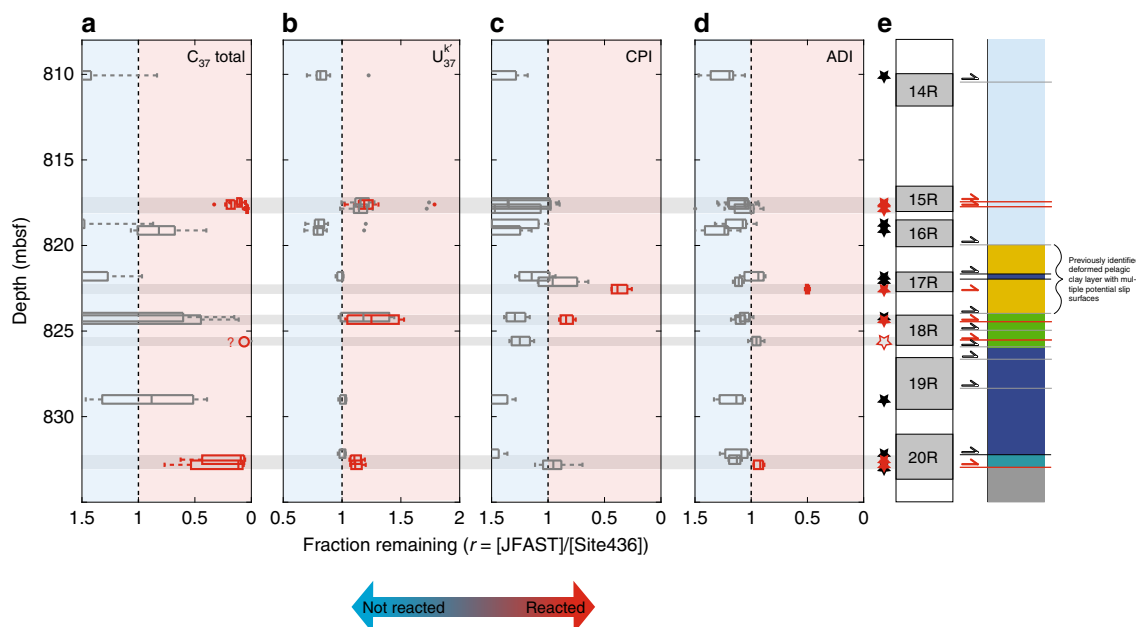 a b c d e
C37 total U37k′ CPI ADI
810
815
820
825
830
Depth (mbsf)
?
14R
15R
16R
17R
18R
19R
20R
Previously identified
deformed pelagic
clay layer with mul-
tiple potential slip
surfaces
1.5 1 0.5 0 0.5 1 1.5 2 1.5 1 0.5 0 1.5 1 0.5 0
Fraction remaining (r = [JFAST]/[Site436])
Not reacted Reacted